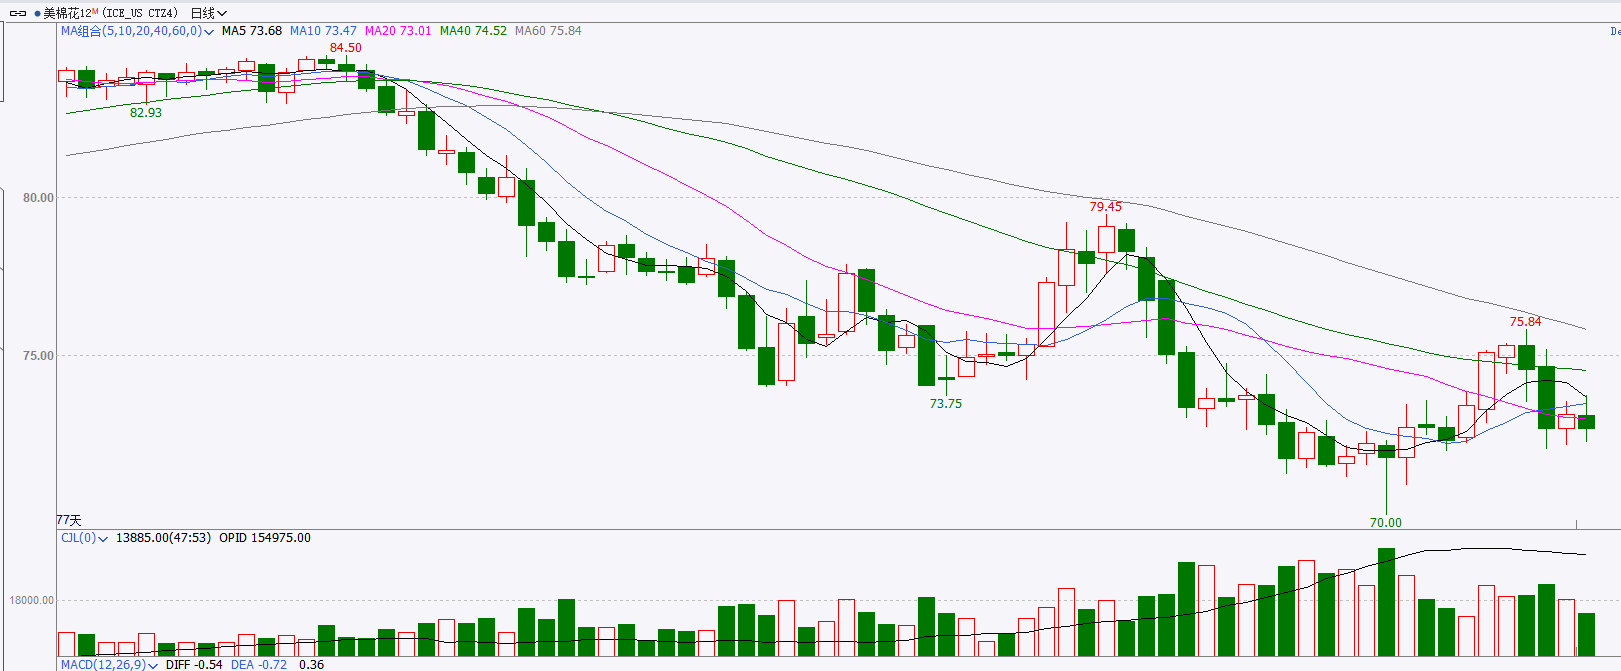 美棉花12M(ICE_US CTZ4) 日线
MA组合(5,10,20,40,60,0) MA5 73.68 MA10 73.47 MA20 73.01 MA40 74.52 MA60 75.84
84.50
82.93
80.00
79.45
75.84
75.00
73.75
70.00
77天
CJL(0) 13885.00(47:53) OPID 154975.00
18000.00
MACD(12,26,9) DIFF -0.54 DEA -0.72 0.36